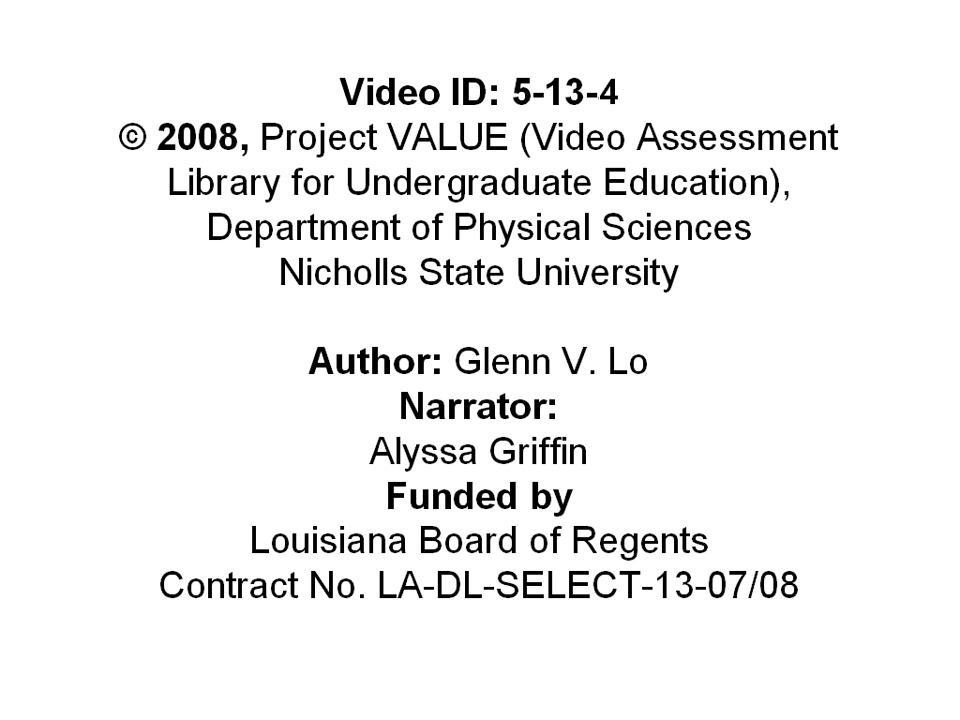 Video ID: 5-13-4
© 2008, Project VALUE (Video Assessment
Library for Undergraduate Education),
Department of Physical Sciences
Nicholls State University
Author: Glenn V. Lo
Narrator:
Alyssa Griffin
Funded by
Louisiana Board of Regents
Contract No. LA-DL-SELECT-13-07/08